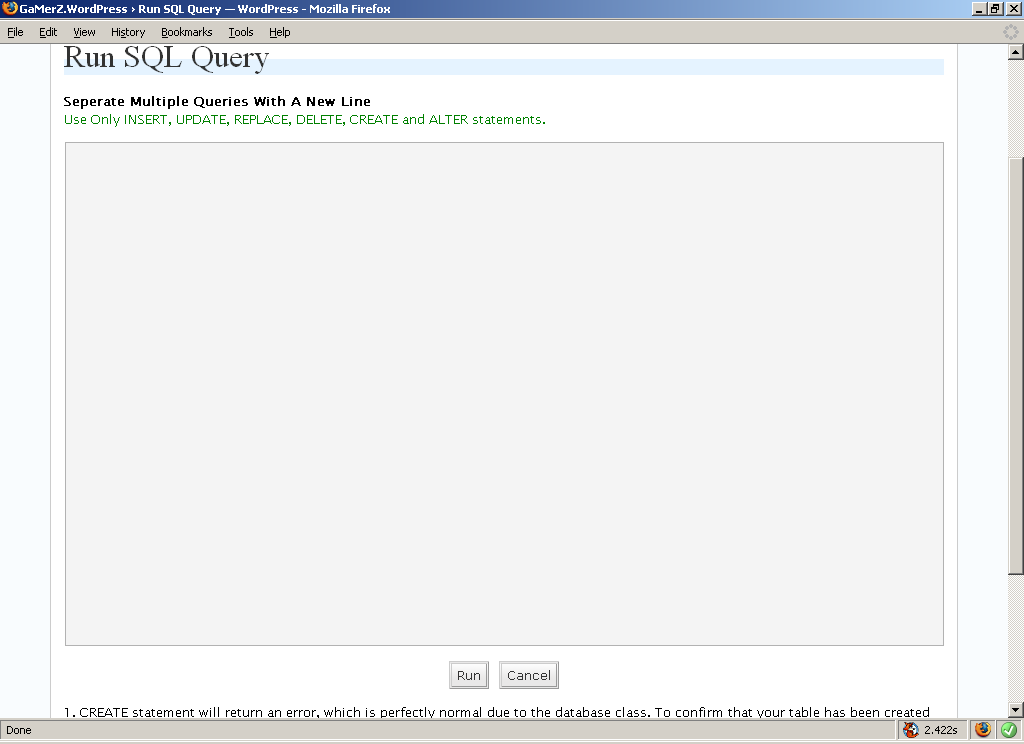 GaMerZ.WordPress › Run SQL Query — WordPress - Mozilla Firefox
File Edit View History Bookmarks Tools Help
Run SQL Query
Seperate Multiple Queries With A New Line
Use Only INSERT, UPDATE, REPLACE, DELETE, CREATE and ALTER statements.
Run Cancel
1. CREATE statement will return an error, which is perfectly normal due to the database class. To confirm that your table has been created
Done 2.422s